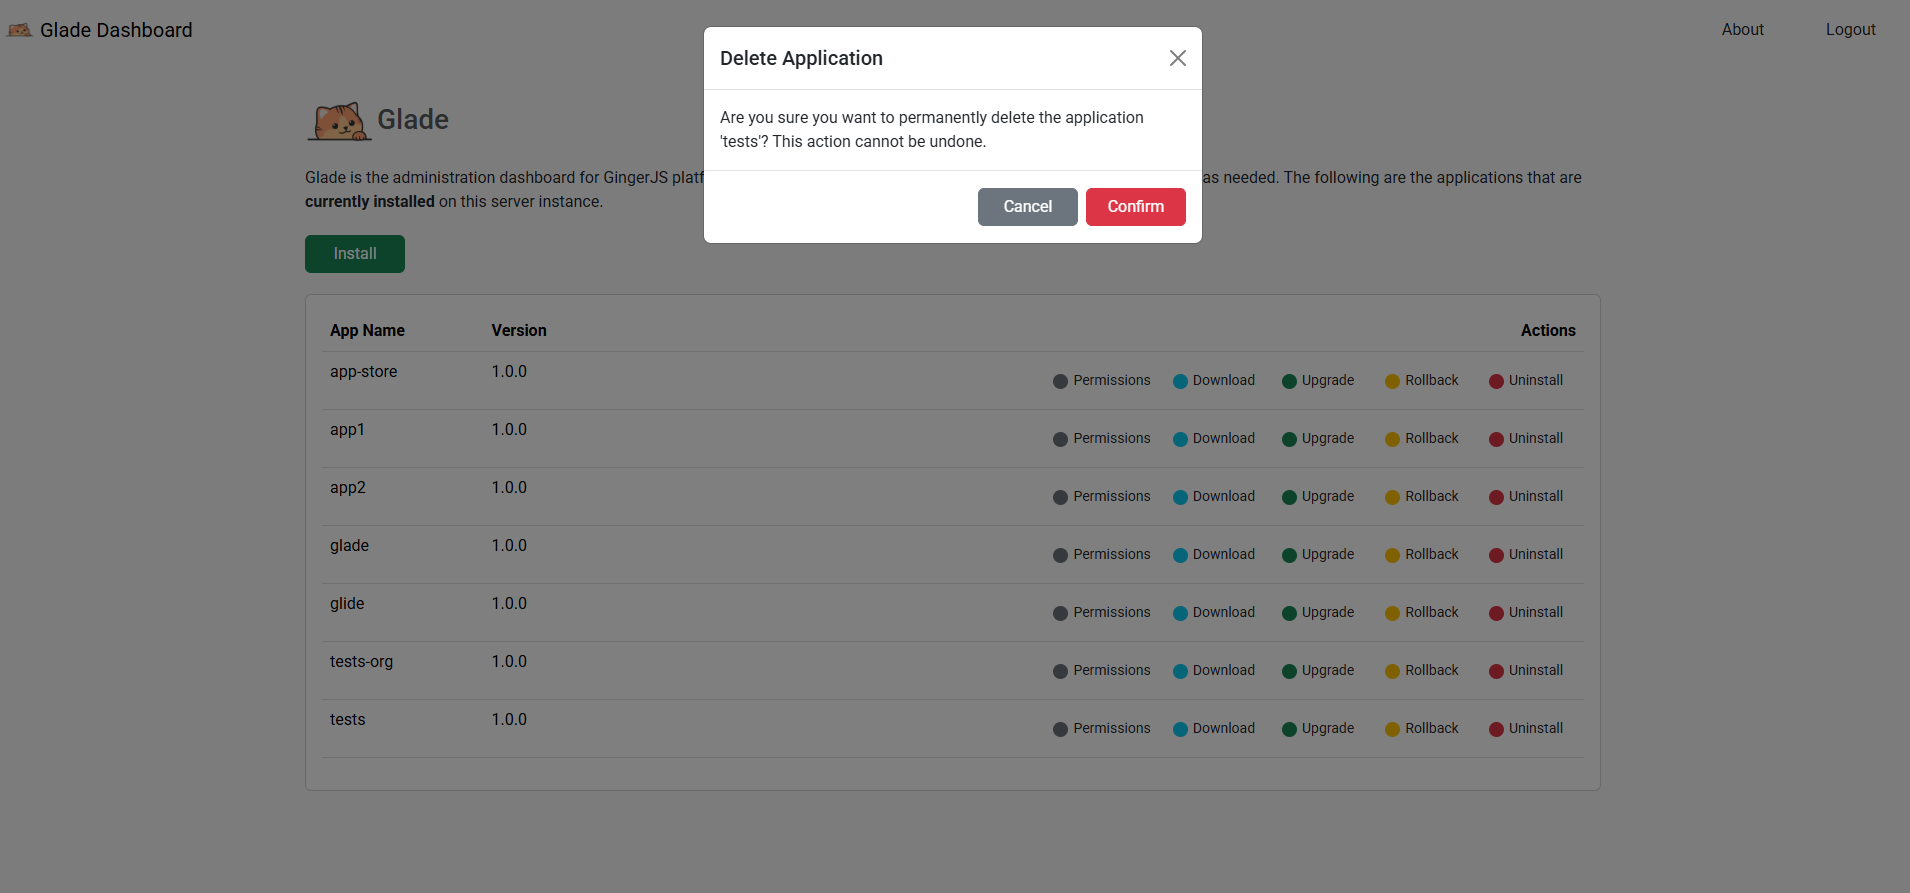 Glade Dashboard
About
Logout
Delete Application
Are you sure you want to permanently delete the application
'tests'? This action cannot be undone.
Cancel
Confirm
Glade
Glade is the administration dashboard for GingerJS as needed. The following are the applications that are
currently installed on this server instance.
Install
App Name Version Actions
app-store 1.0.0 Permissions Download Upgrade Rollback Uninstall
app1 1.0.0 Permissions Download Upgrade Rollback Uninstall
app2 1.0.0 Permissions Download Upgrade Rollback Uninstall
glade 1.0.0 Permissions Download Upgrade Rollback Uninstall
glide 1.0.0 Permissions Download Upgrade Rollback Uninstall
tests-org 1.0.0 Permissions Download Upgrade Rollback Uninstall
tests 1.0.0 Permissions Download Upgrade Rollback Uninstall